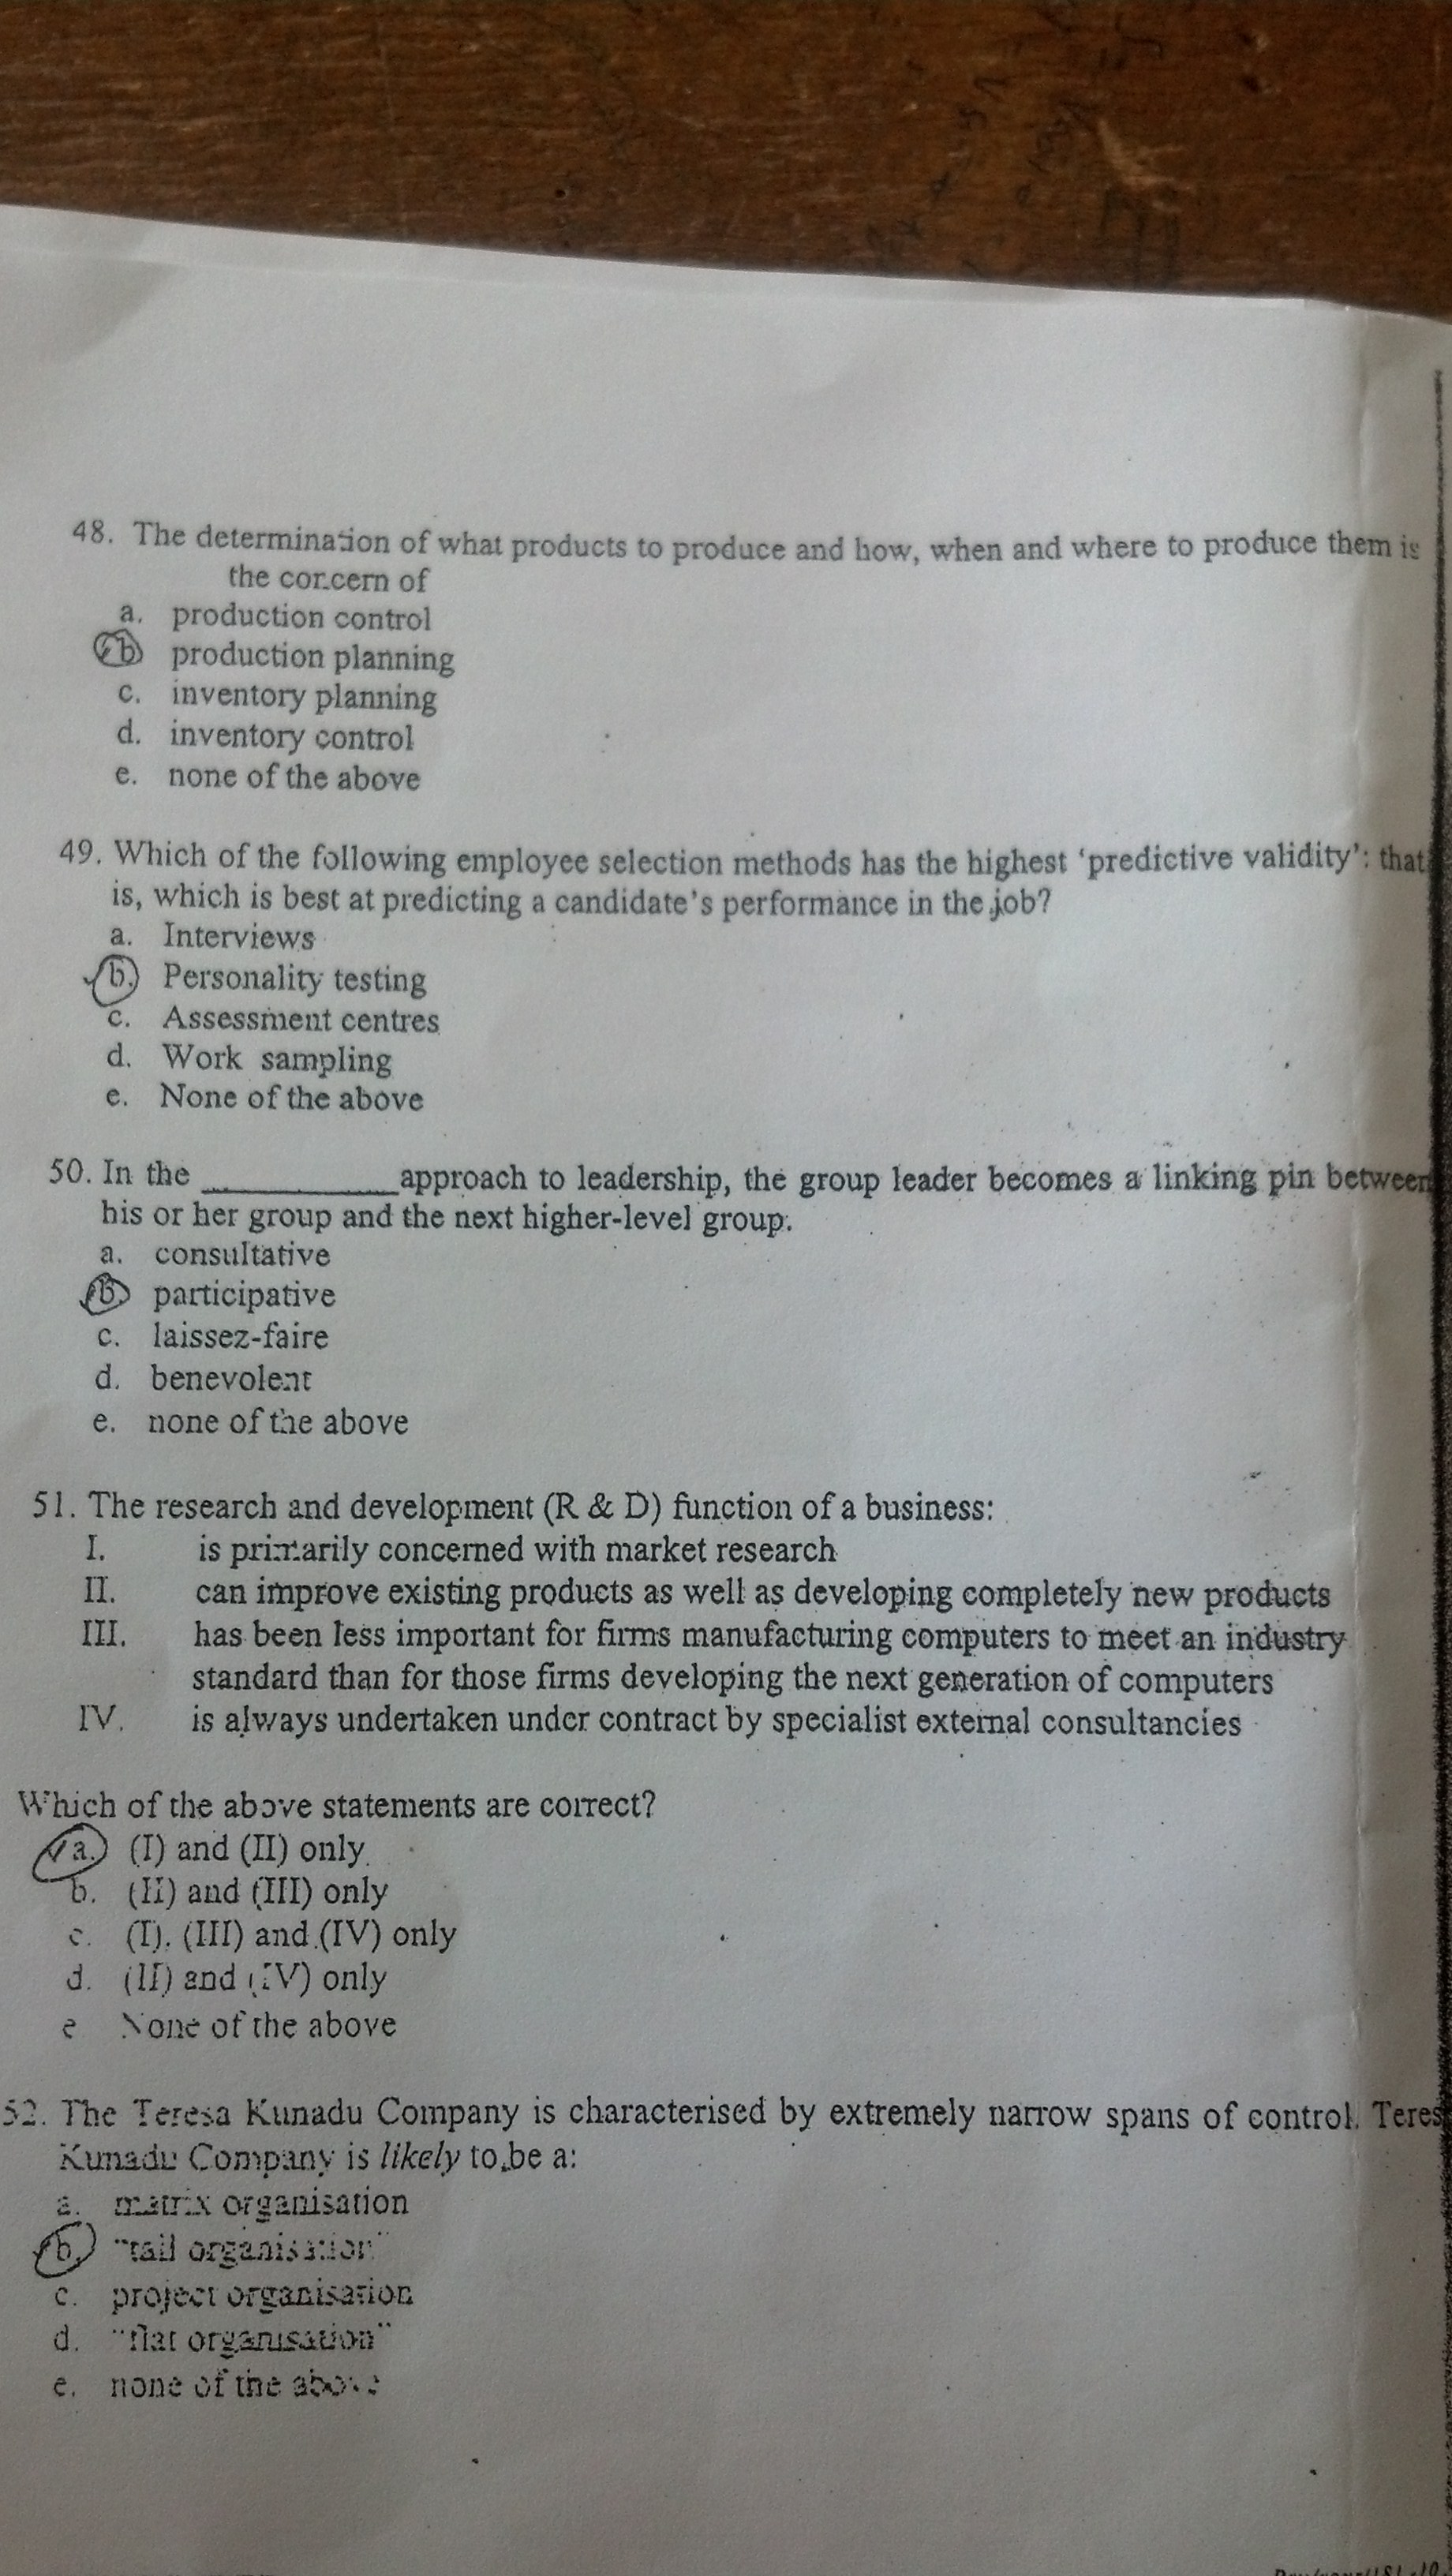 48. The determination of what products to produce and how, when and where to produce them is
the concern of
a. production control
b production planning
c. inventory planning
d. inventory control
e. none of the above
49. Which of the following employee selection methods has the highest ‘predictive validity’: that
is, which is best at predicting a candidate’s performance in the job?
a. Interviews
b. Personality testing
c. Assessment centres
d. Work sampling
e. None of the above
50. In the ____________approach to leadership, the group leader becomes a linking pin between
his or her group and the next higher-level group.
a. consultative
b participative
c. laissez-faire
d. benevolent
e. none of the above
51. The research and development (R & D) function of a business:
I. is primarily concerned with market research
II. can improve existing products as well as developing completely new products
III. has been less important for firms manufacturing computers to meet an industry
standard than for those firms developing the next generation of computers
IV. is always undertaken under contract by specialist external consultancies
Which of the above statements are correct?
a. (I) and (II) only
b. (II) and (III) only
c. (I). (III) and (IV) only
d. (II) and (IV) only
e None of the above
52. The Teresa Kunadu Company is characterised by extremely narrow spans of control. Teres
Kunadu Company is likely to be a:
a. matrix organisation
b. "tall organisation"
c. project organisation
d. "flat organisation"
e. none of the above